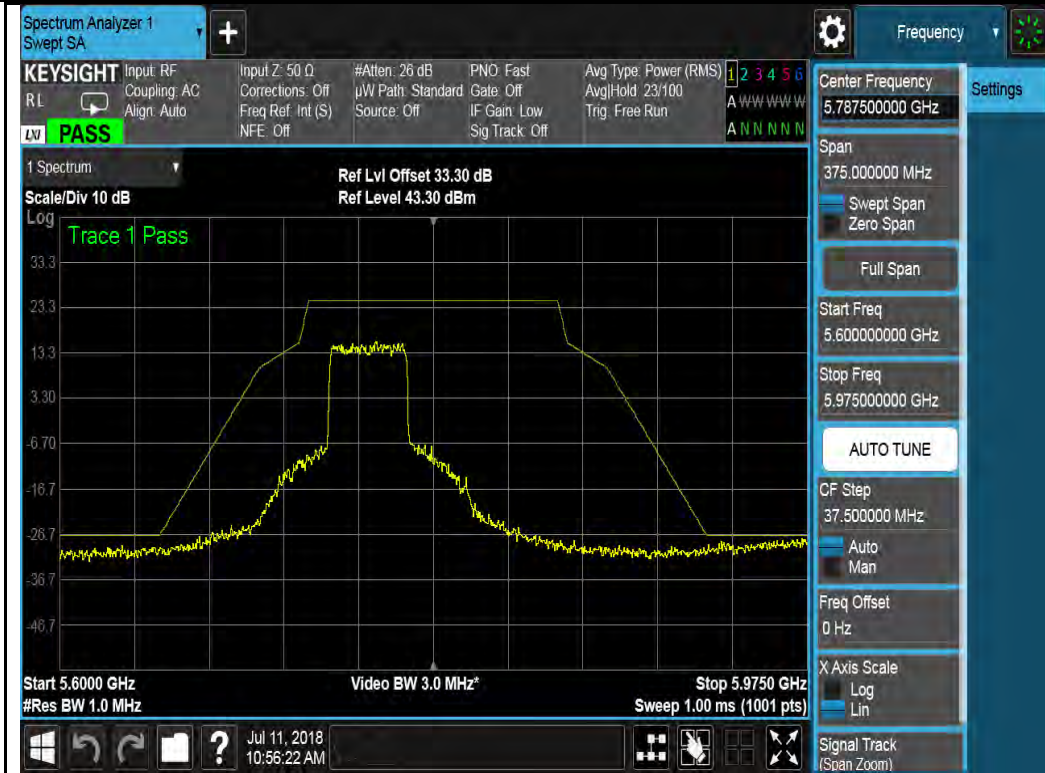 Spectrum Analyzer 1
Swept SA
+
Frequency
KEYSIGHT
RL
LXI PASS
Input: RF
Coupling: AC
Align: Auto
Input Z: 50 Ω
Corrections: Off
Freq Ref: Int (S)
NFE: Off
#Atten: 26 dB
µW Path: Standard
Source: Off
PNO: Fast
Gate: Off
IF Gain: Low
Sig Track: Off
Avg Type: Power (RMS)
Avg|Hold: 23/100
Trig: Free Run
1 2 3 4 5 6
A W W W W W
A N N N N N
1 Spectrum
Scale/Div 10 dB
Ref Lvl Offset 33.30 dB
Ref Level 43.30 dBm
Log
Trace 1 Pass
33.3
23.3
13.3
3.30
-6.70
-16.7
-26.7
-36.7
-46.7
Start 5.6000 GHz
#Res BW 1.0 MHz
Video BW 3.0 MHz*
Stop 5.9750 GHz
Sweep 1.00 ms (1001 pts)
Center Frequency
5.787500000 GHz
Settings
Span
375.000000 MHz
Swept Span
Zero Span
Full Span
Start Freq
5.600000000 GHz
Stop Freq
5.975000000 GHz
AUTO TUNE
CF Step
37.500000 MHz
Auto
Man
Freq Offset
0 Hz
X Axis Scale
Log
Lin
Signal Track
(Span Zoom)
?
Jul 11, 2018
10:56:22 AM